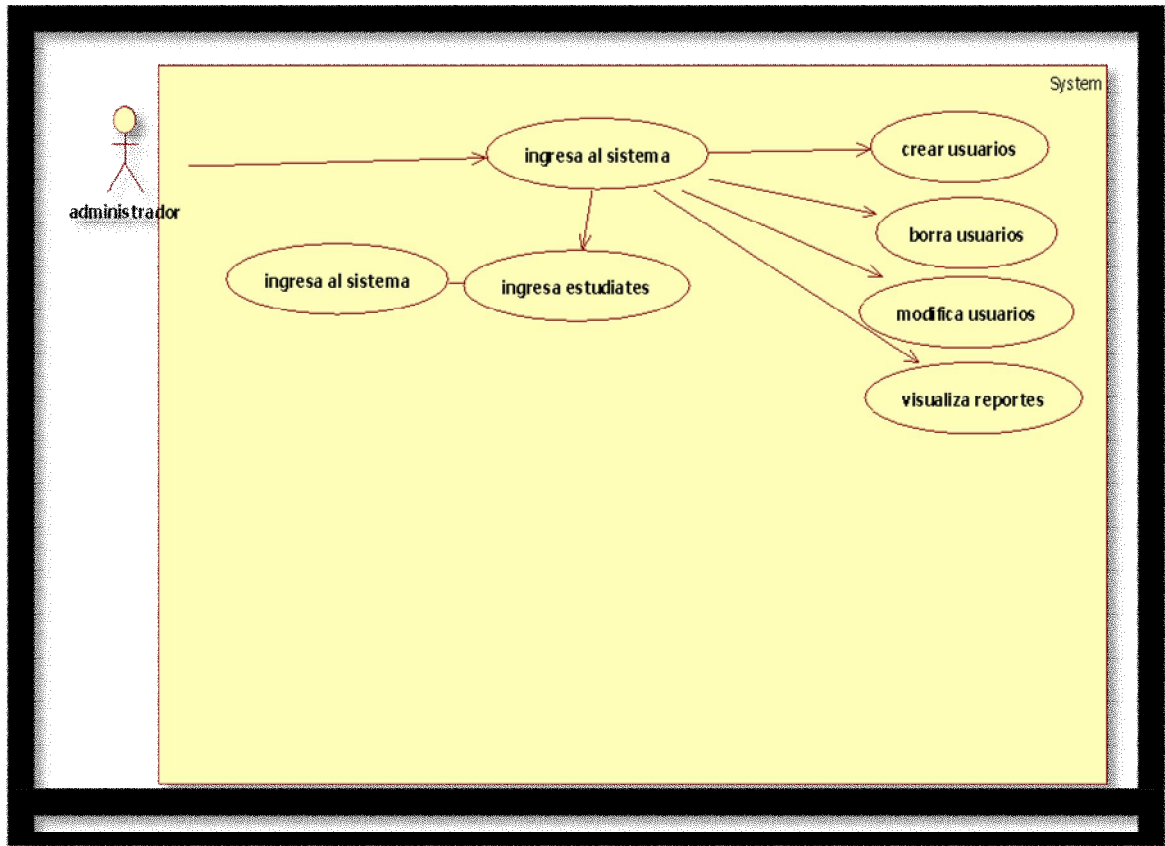 System
administrador
ingresa al sistema
crear usuarios
borra usuarios
ingresa al sistema
ingresa estudiates
modifica usuarios
visualiza reportes